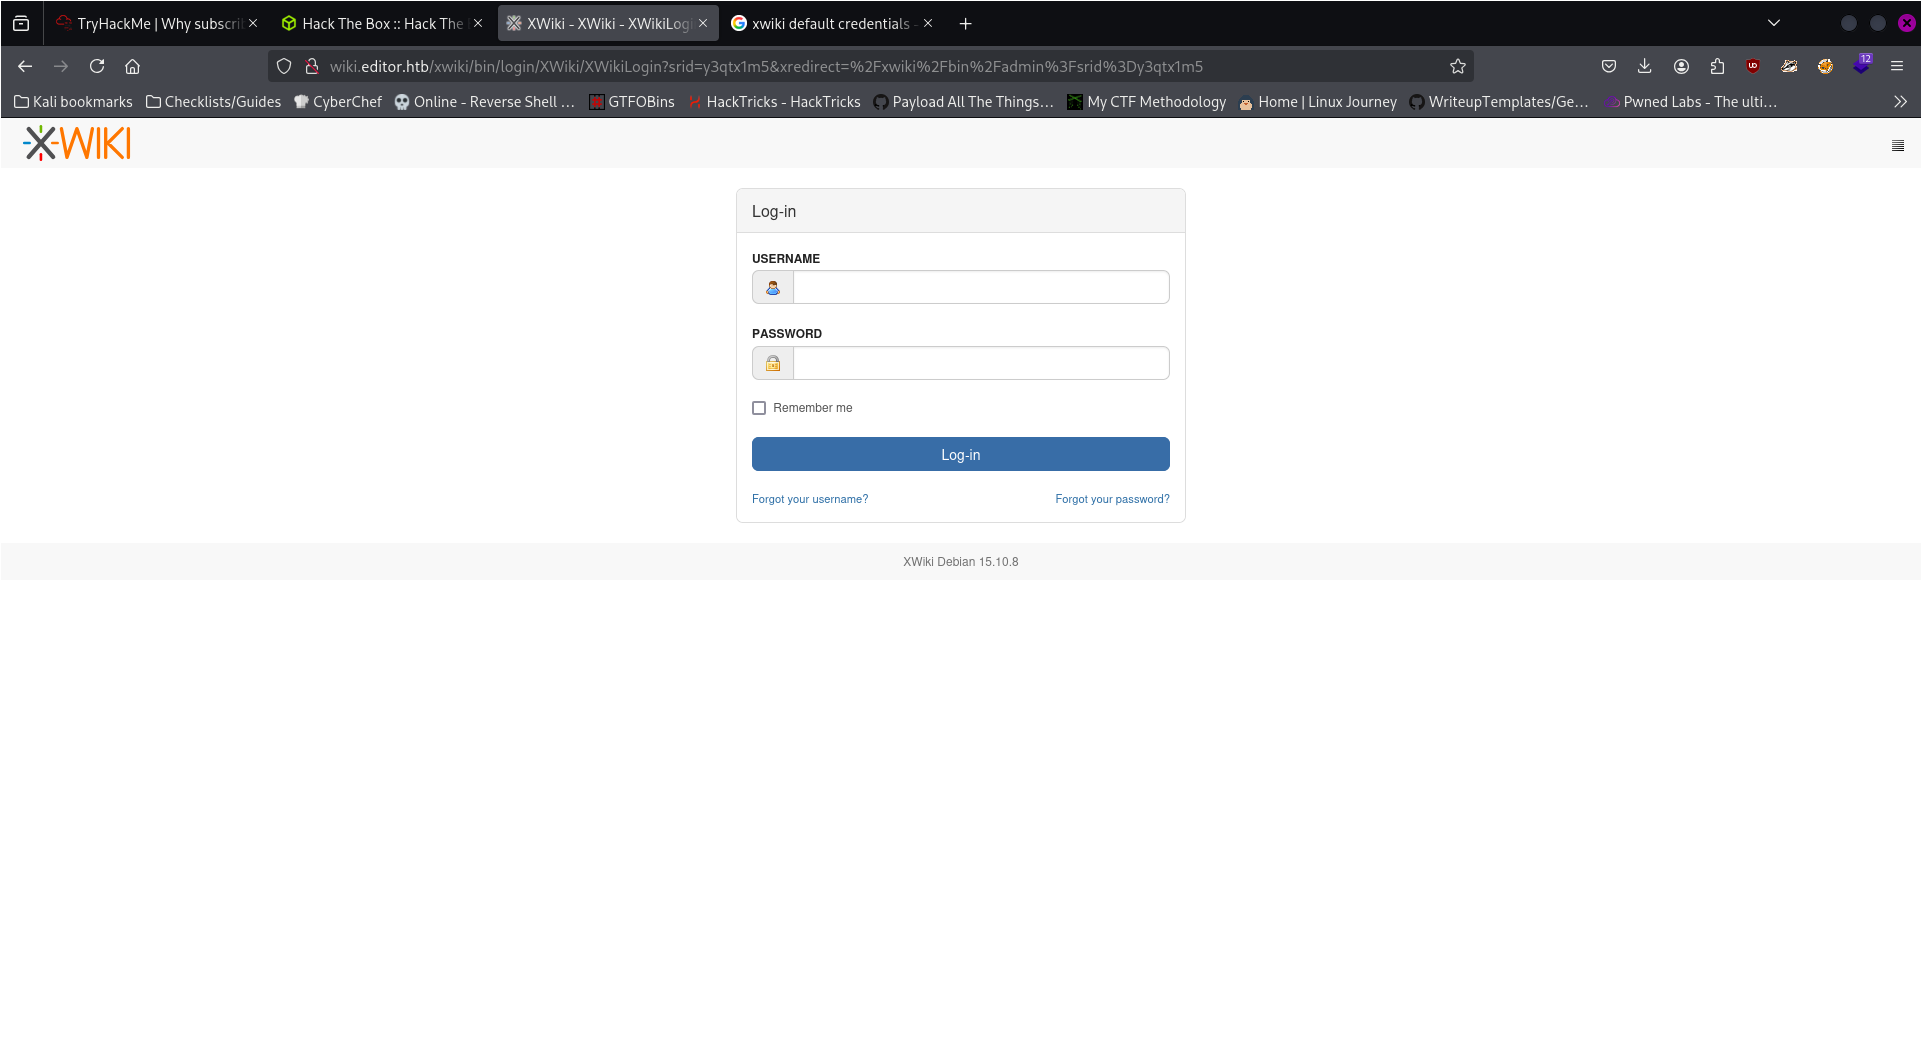 TryHackMe | Why subscri
Hack The Box :: Hack The
XWiki - XWiki - XWikiLogi
xwiki default credentials -
wiki.editor.htb/xwiki/bin/login/XWiki/XWikiLogin?srid=y3qtx1m5&xredirect=%2Fxwiki%2Fbin%2Fadmin%3Fsrid%3Dy3qtx1m5
12
Kali bookmarks
Checklists/Guides
CyberChef
Online - Reverse Shell …
GTFOBins
HackTricks - HackTricks
Payload All The Things…
My CTF Methodology
Home | Linux Journey
WriteupTemplates/Ge…
Pwned Labs - The ulti…
X-WIKI
Log-in
USERNAME
PASSWORD
Remember me
Log-in
Forgot your username?
Forgot your password?
XWiki Debian 15.10.8